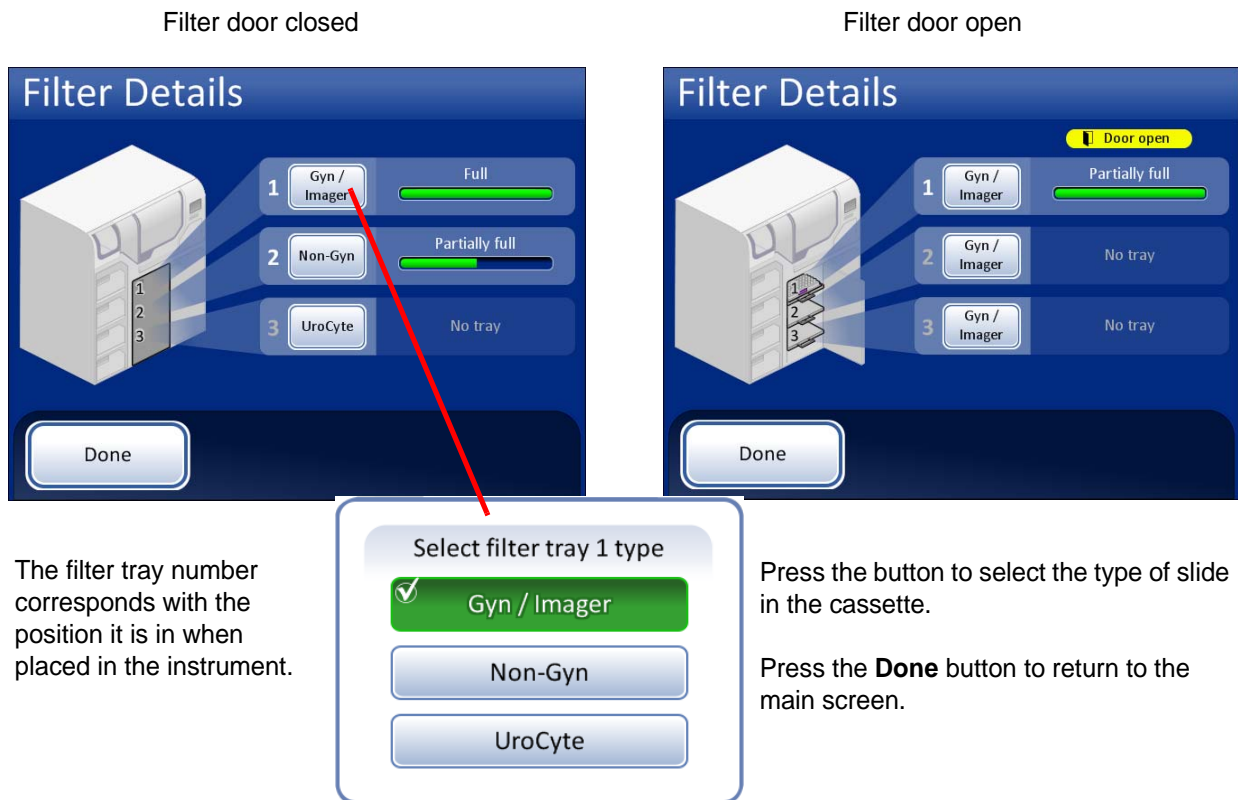 Filter door closed
Filter Details
1
Gyn /
Imager
Full
2
Non-Gyn
Partially full
3
UroCyte
No tray
1
2
3
Done
Filter door open
Filter Details
Door open
1
Gyn /
Imager
Partially full
2
Gyn /
Imager
No tray
3
Gyn /
Imager
No tray
1
2
3
Done
The filter tray number
corresponds with the
position it is in when
placed in the instrument.
Select filter tray 1 type
Gyn / Imager
Non-Gyn
UroCyte
Press the button to select the type of slide
in the cassette.
Press the Done button to return to the
main screen.